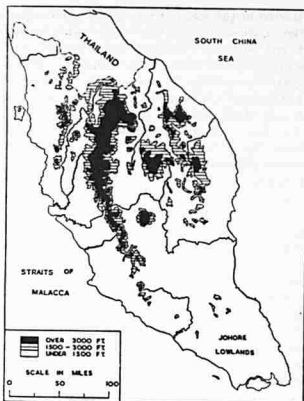 THAILAND
SOUTH CHINA
SEA
STRAITS OF
MALACCA
JOHORE
LOWLANDS
OVER 3000 FT.
1500 - 3000 FT.
UNDER 1500 FT.
SCALE IN MILES
0 50 100